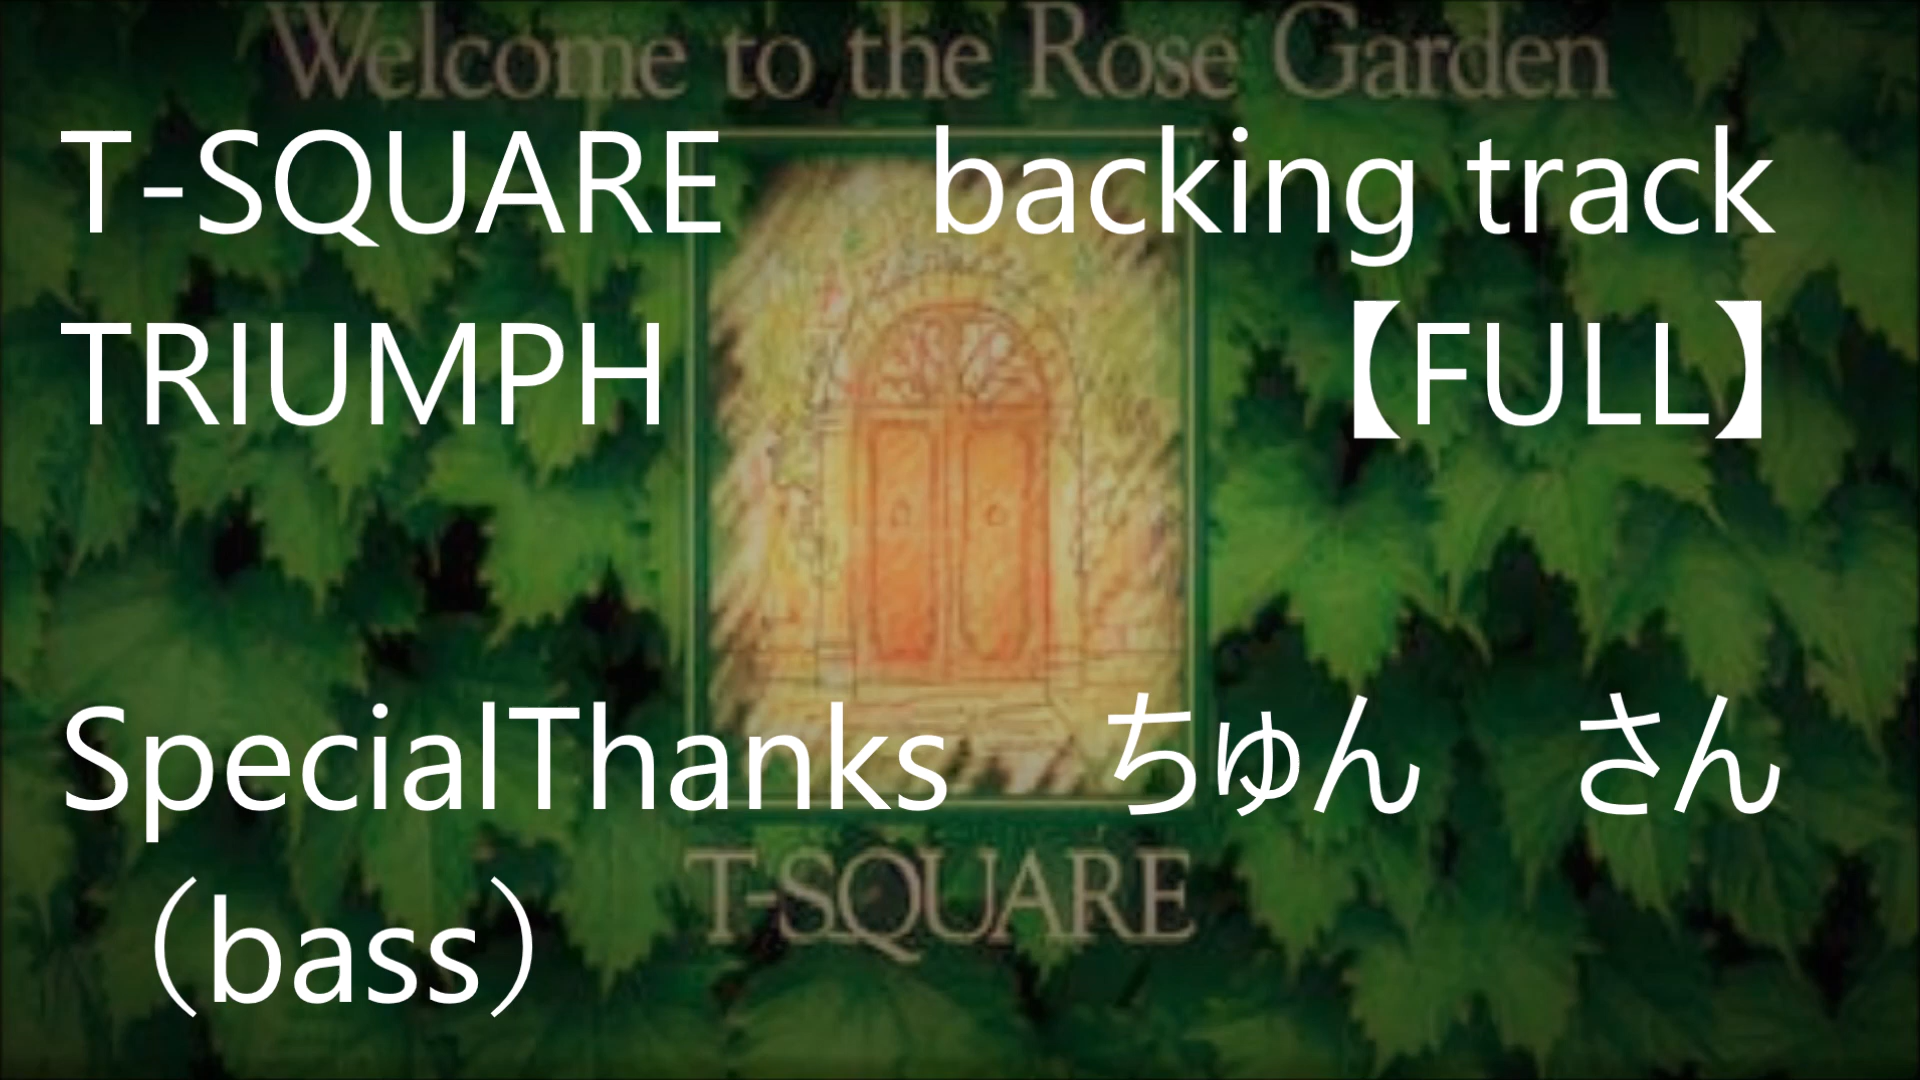 Welcome to the Rose Garden
T-SQUARE　backing track
TRIUMPH　【FULL】
SpecialThanks　ちゅん　さん
（bass）
T-SQUARE